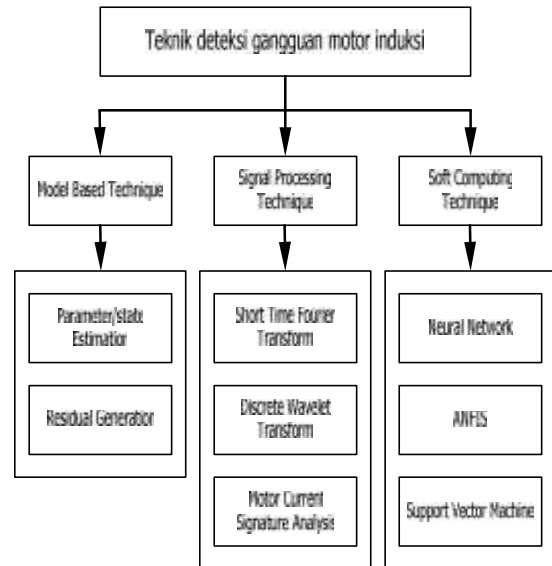 Teknik deteksi gangguan motor induksi
Model Based Technique
Signal Processing
Technique
Soft Computing
Technique
Parameter/state
Estimation
Residual Generation
Short Time Fourier
Transform
Discrete Wavelet
Transform
Motor Current
Signature Analysis
Neural Network
ANFIS
Support Vector Machine